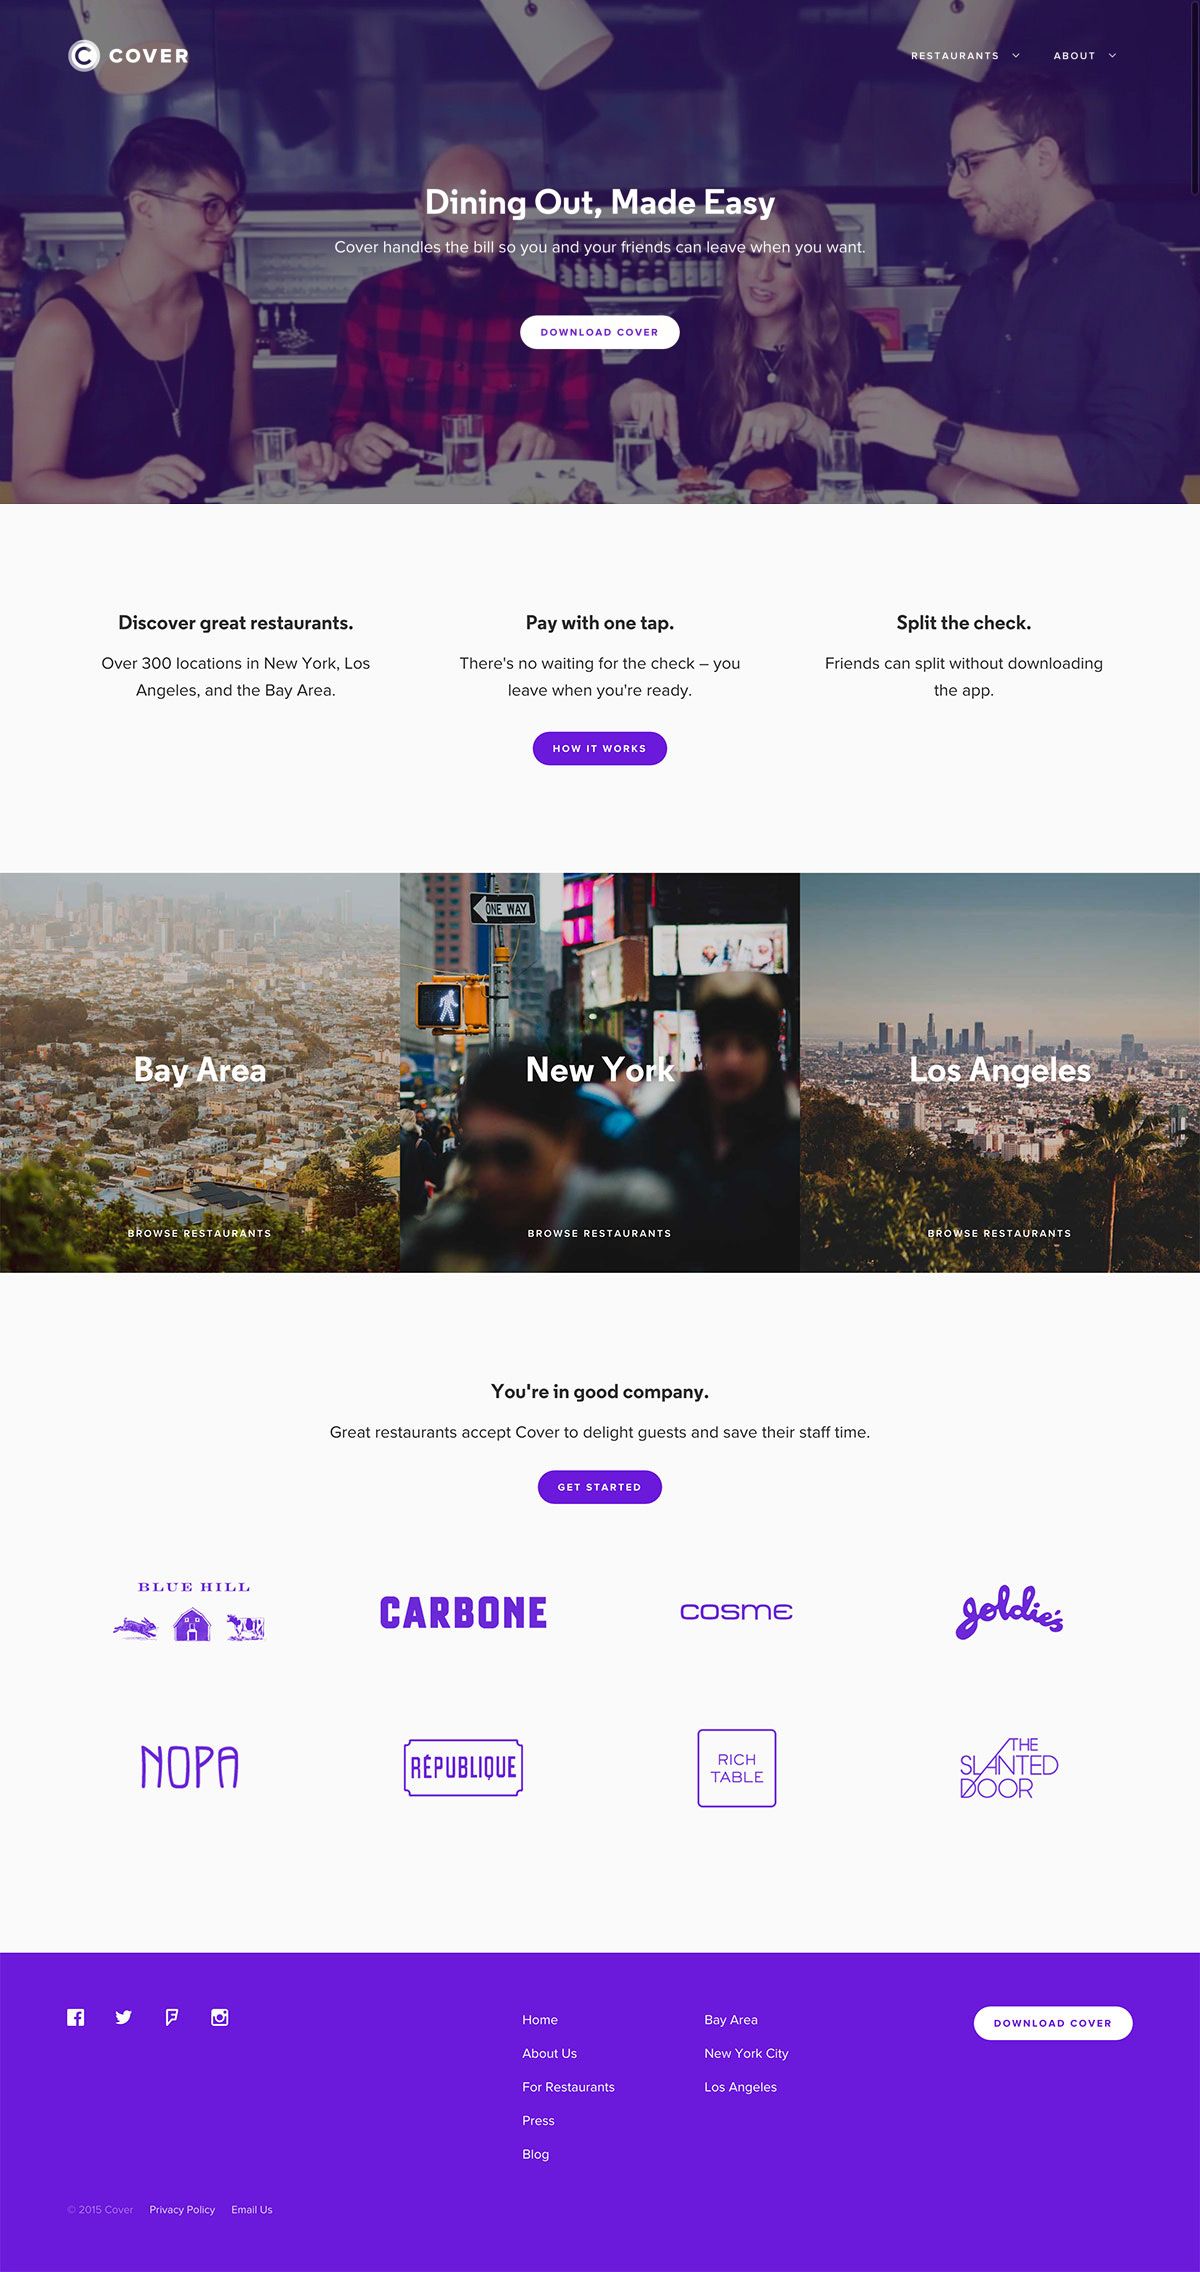 C COVER
RESTAURANTS
ABOUT
Dining Out, Made Easy
Cover handles the bill so you and your friends can leave when you want.
DOWNLOAD COVER
Discover great restaurants.
Over 300 locations in New York, Los
Angeles, and the Bay Area.
Pay with one tap.
There's no waiting for the check – you
leave when you're ready.
Split the check.
Friends can split without downloading
the app.
HOW IT WORKS
ONE WAY
Bay Area
New York
Los Angeles
BROWSE RESTAURANTS
BROWSE RESTAURANTS
BROWSE RESTAURANTS
You're in good company.
Great restaurants accept Cover to delight guests and save their staff time.
GET STARTED
BLUE HILL
CARBONE
COSME
goldie's
NOPA
RÉPUBLIQUE
RICH
TABLE
THE
SLANTED
DOOR
Home
About Us
For Restaurants
Press
Blog
Bay Area
New York City
Los Angeles
DOWNLOAD COVER
© 2015 Cover
Privacy Policy
Email Us